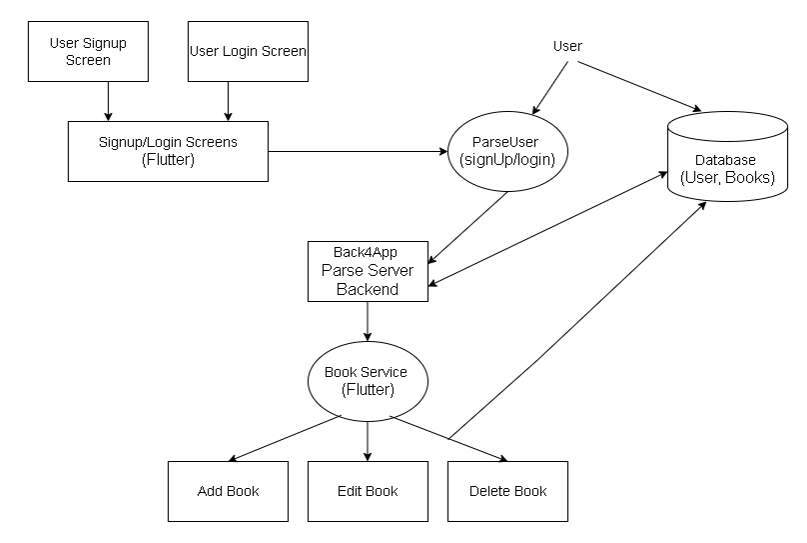 User Signup
Screen
User Login Screen
User
Signup/Login Screens
(Flutter)
ParseUser
(signUp/login)
Database
(User, Books)
Back4App
Parse Server
Backend
Book Service
(Flutter)
Add Book
Edit Book
Delete Book